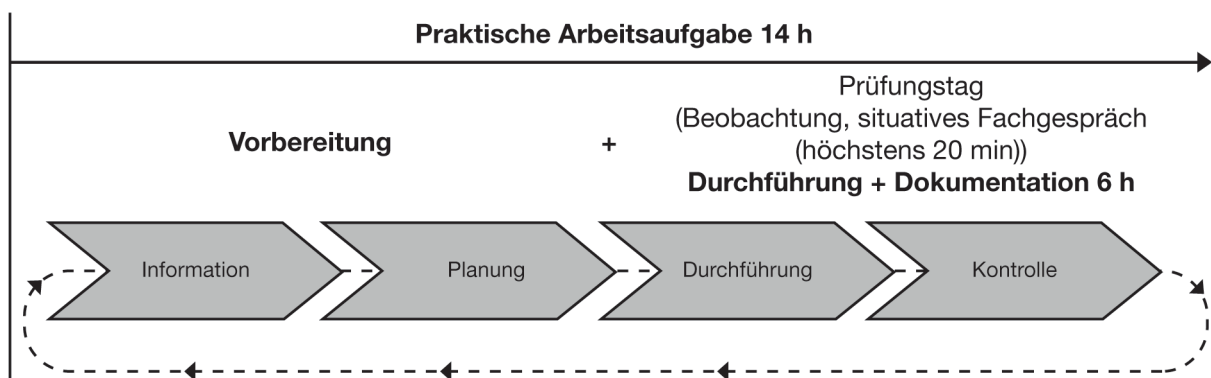 Praktische Arbeitsaufgabe 14 h
Prüfungstag
(Beobachtung, situatives Fachgespräch
Vorbereitung + (höchstens 20 min))
Durchführung + Dokumentation 6 h
Information Planung Durchführung Kontrolle